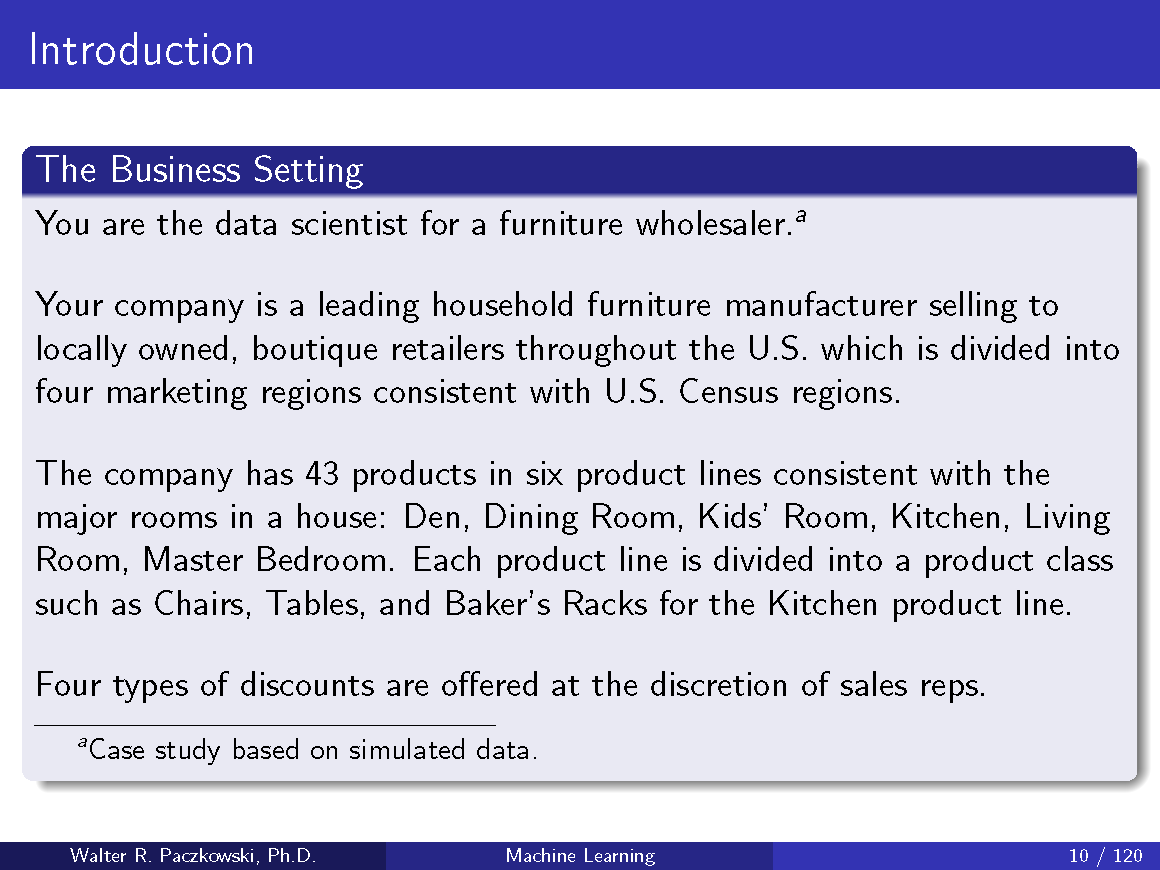 Introduction
The Business Setting
You are the data scientist for a furniture wholesaler.a
Your company is a leading household furniture manufacturer selling to
locally owned, boutique retailers throughout the U.S. which is divided into
four marketing regions consistent with U.S. Census regions.
The company has 43 products in six product lines consistent with the
major rooms in a house: Den, Dining Room, Kids' Room, Kitchen, Living
Room, Master Bedroom. Each product line is divided into a product class
such as Chairs, Tables, and Baker's Racks for the Kitchen product line.
Four types of discounts are offered at the discretion of sales reps.
aCase study based on simulated data.
Walter R. Paczkowski, Ph.D. Machine Learning 10 / 120